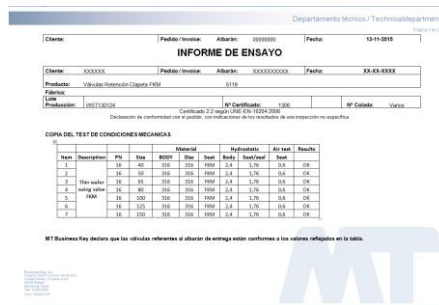 Departamento técnico / Technicaldepartmen
Cliente: Pedido / Invoice: Albarán: 00000000 Fecha: 13-11-2015
INFORME DE ENSAYO
Cliente: XXXXXX Pedido / Invoice: Albarán: XXXXXXXXXX Fecha: XX-XX-XXXX
Producto: Válvulas Retención Clapeta FKM 5116
Fábrica:
Lote
Producción: WST130124 Nº Certificado: 1306 Nº Colada: Varios
Certificado 2.2 según UNE-EN-10204:2006
Declaración de conformidad con el pedido, con indicaciones de los resultados de una inspección no específica
COPIA DEL TEST DE CONDICIONES MECANICAS
Material Hydrostatic Air test Results
Item Description PN Size BODY Disc Seat Body Seat/seal Seat
1 16 40 316 316 FKM 2,4 1,76 0,6 OK
2 16 50 316 316 FKM 2,4 1,76 0,6 OK
3 Thin wafer 16 65 316 316 FKM 2,4 1,76 0,6 OK
4 swing valve 16 80 316 316 FKM 2,4 1,76 0,6 OK
5 FKM 16 100 316 316 FKM 2,4 1,76 0,6 OK
6 16 125 316 316 FKM 2,4 1,76 0,6 OK
7 16 150 316 316 FKM 2,4 1,76 0,6 OK
MT Business Key declara que las válvulas referentes al albarán de entrega están conformes a los valores reflejados en la tabla.
MT